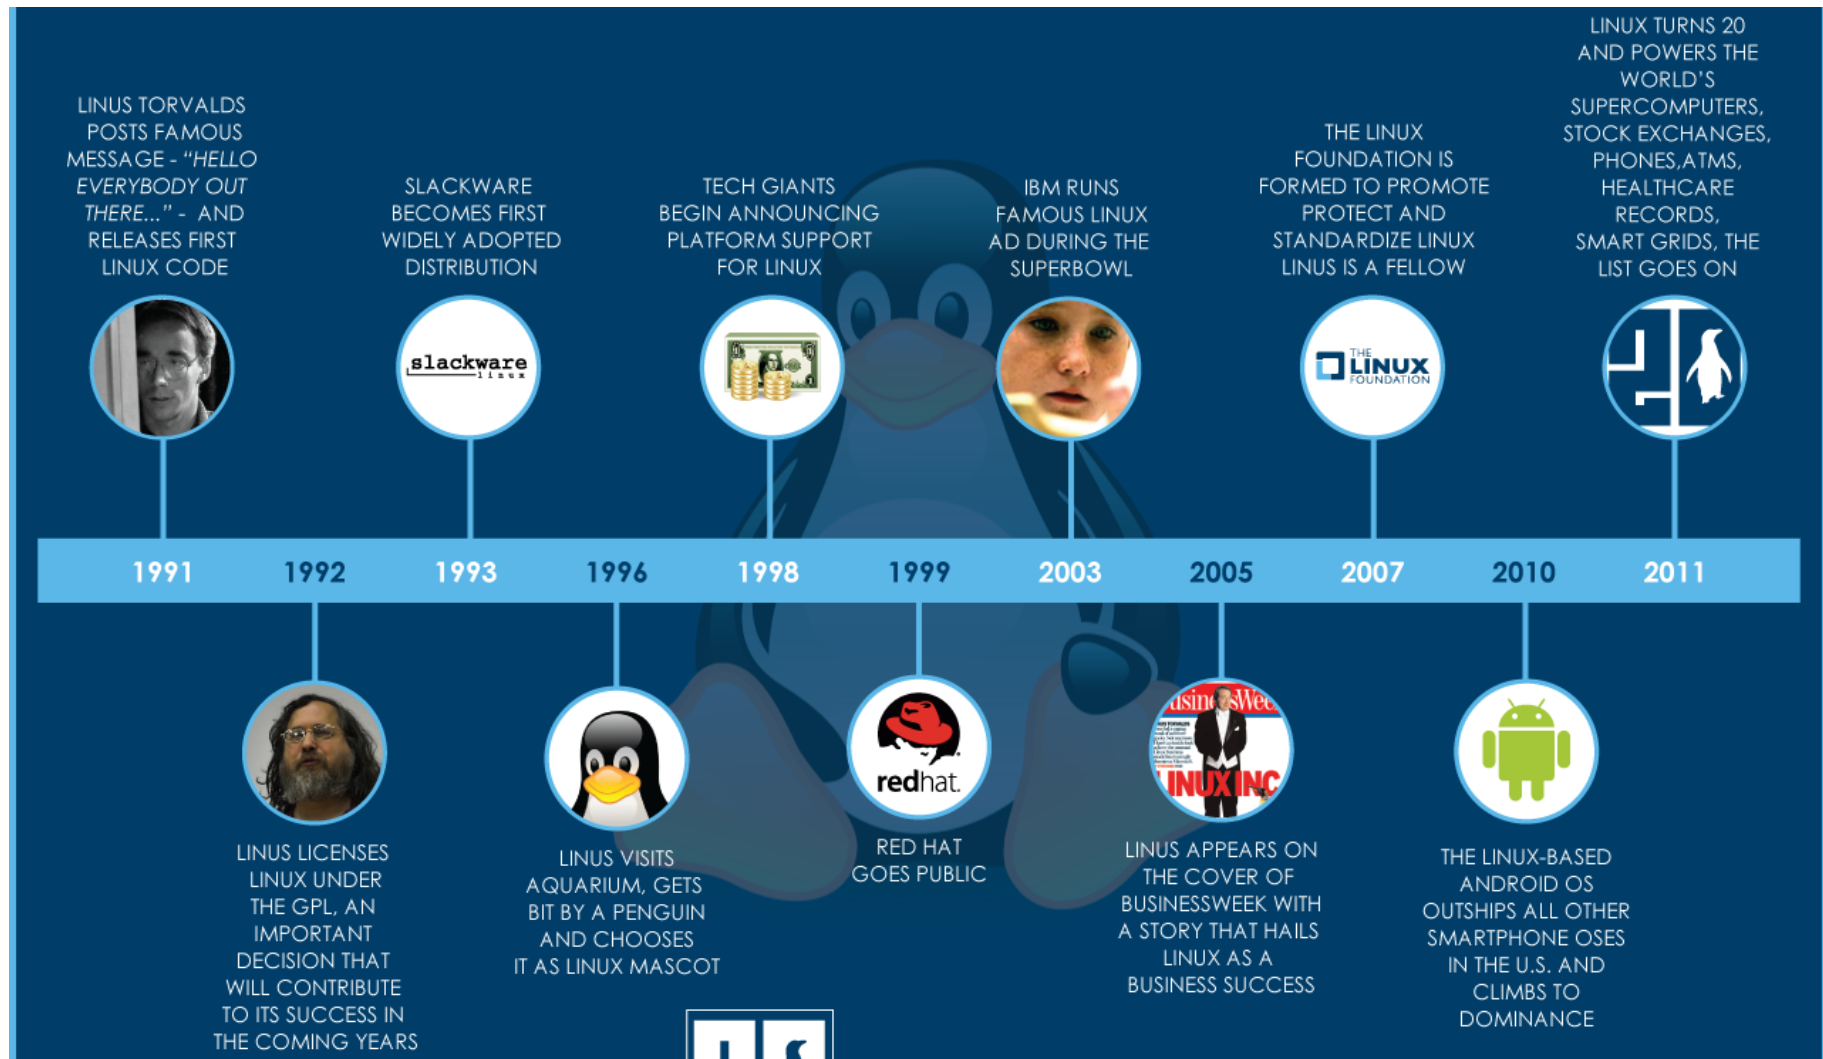 LINUS TORVALDS
POSTS FAMOUS
MESSAGE - “HELLO
EVERYBODY OUT
THERE...” - AND
RELEASES FIRST
LINUX CODE
SLACKWARE
BECOMES FIRST
WIDELY ADOPTED
DISTRIBUTION
TECH GIANTS
BEGIN ANNOUNCING
PLATFORM SUPPORT
FOR LINUX
IBM RUNS
FAMOUS LINUX
AD DURING THE
SUPERBOWL
THE LINUX
FOUNDATION IS
FORMED TO PROMOTE
PROTECT AND
STANDARDIZE LINUX
LINUS IS A FELLOW
LINUX TURNS 20
AND POWERS THE
WORLD’S
SUPERCOMPUTERS,
STOCK EXCHANGES,
PHONES,ATMS,
HEALTHCARE
RECORDS,
SMART GRIDS, THE
LIST GOES ON
slackware
linux
THE
LINUX
FOUNDATION
1991 1992 1993 1996 1998 1999 2003 2005 2007 2010 2011
redhat.
usinessWee
LINUX INC
LINUS LICENSES
LINUX UNDER
THE GPL, AN
IMPORTANT
DECISION THAT
WILL CONTRIBUTE
TO ITS SUCCESS IN
THE COMING YEARS
LINUS VISITS
AQUARIUM, GETS
BIT BY A PENGUIN
AND CHOOSES
IT AS LINUX MASCOT
RED HAT
GOES PUBLIC
LINUS APPEARS ON
THE COVER OF
BUSINESSWEEK WITH
A STORY THAT HAILS
LINUX AS A
BUSINESS SUCCESS
THE LINUX-BASED
ANDROID OS
OUTSHIPS ALL OTHER
SMARTPHONE OSES
IN THE U.S. AND
CLIMBS TO
DOMINANCE